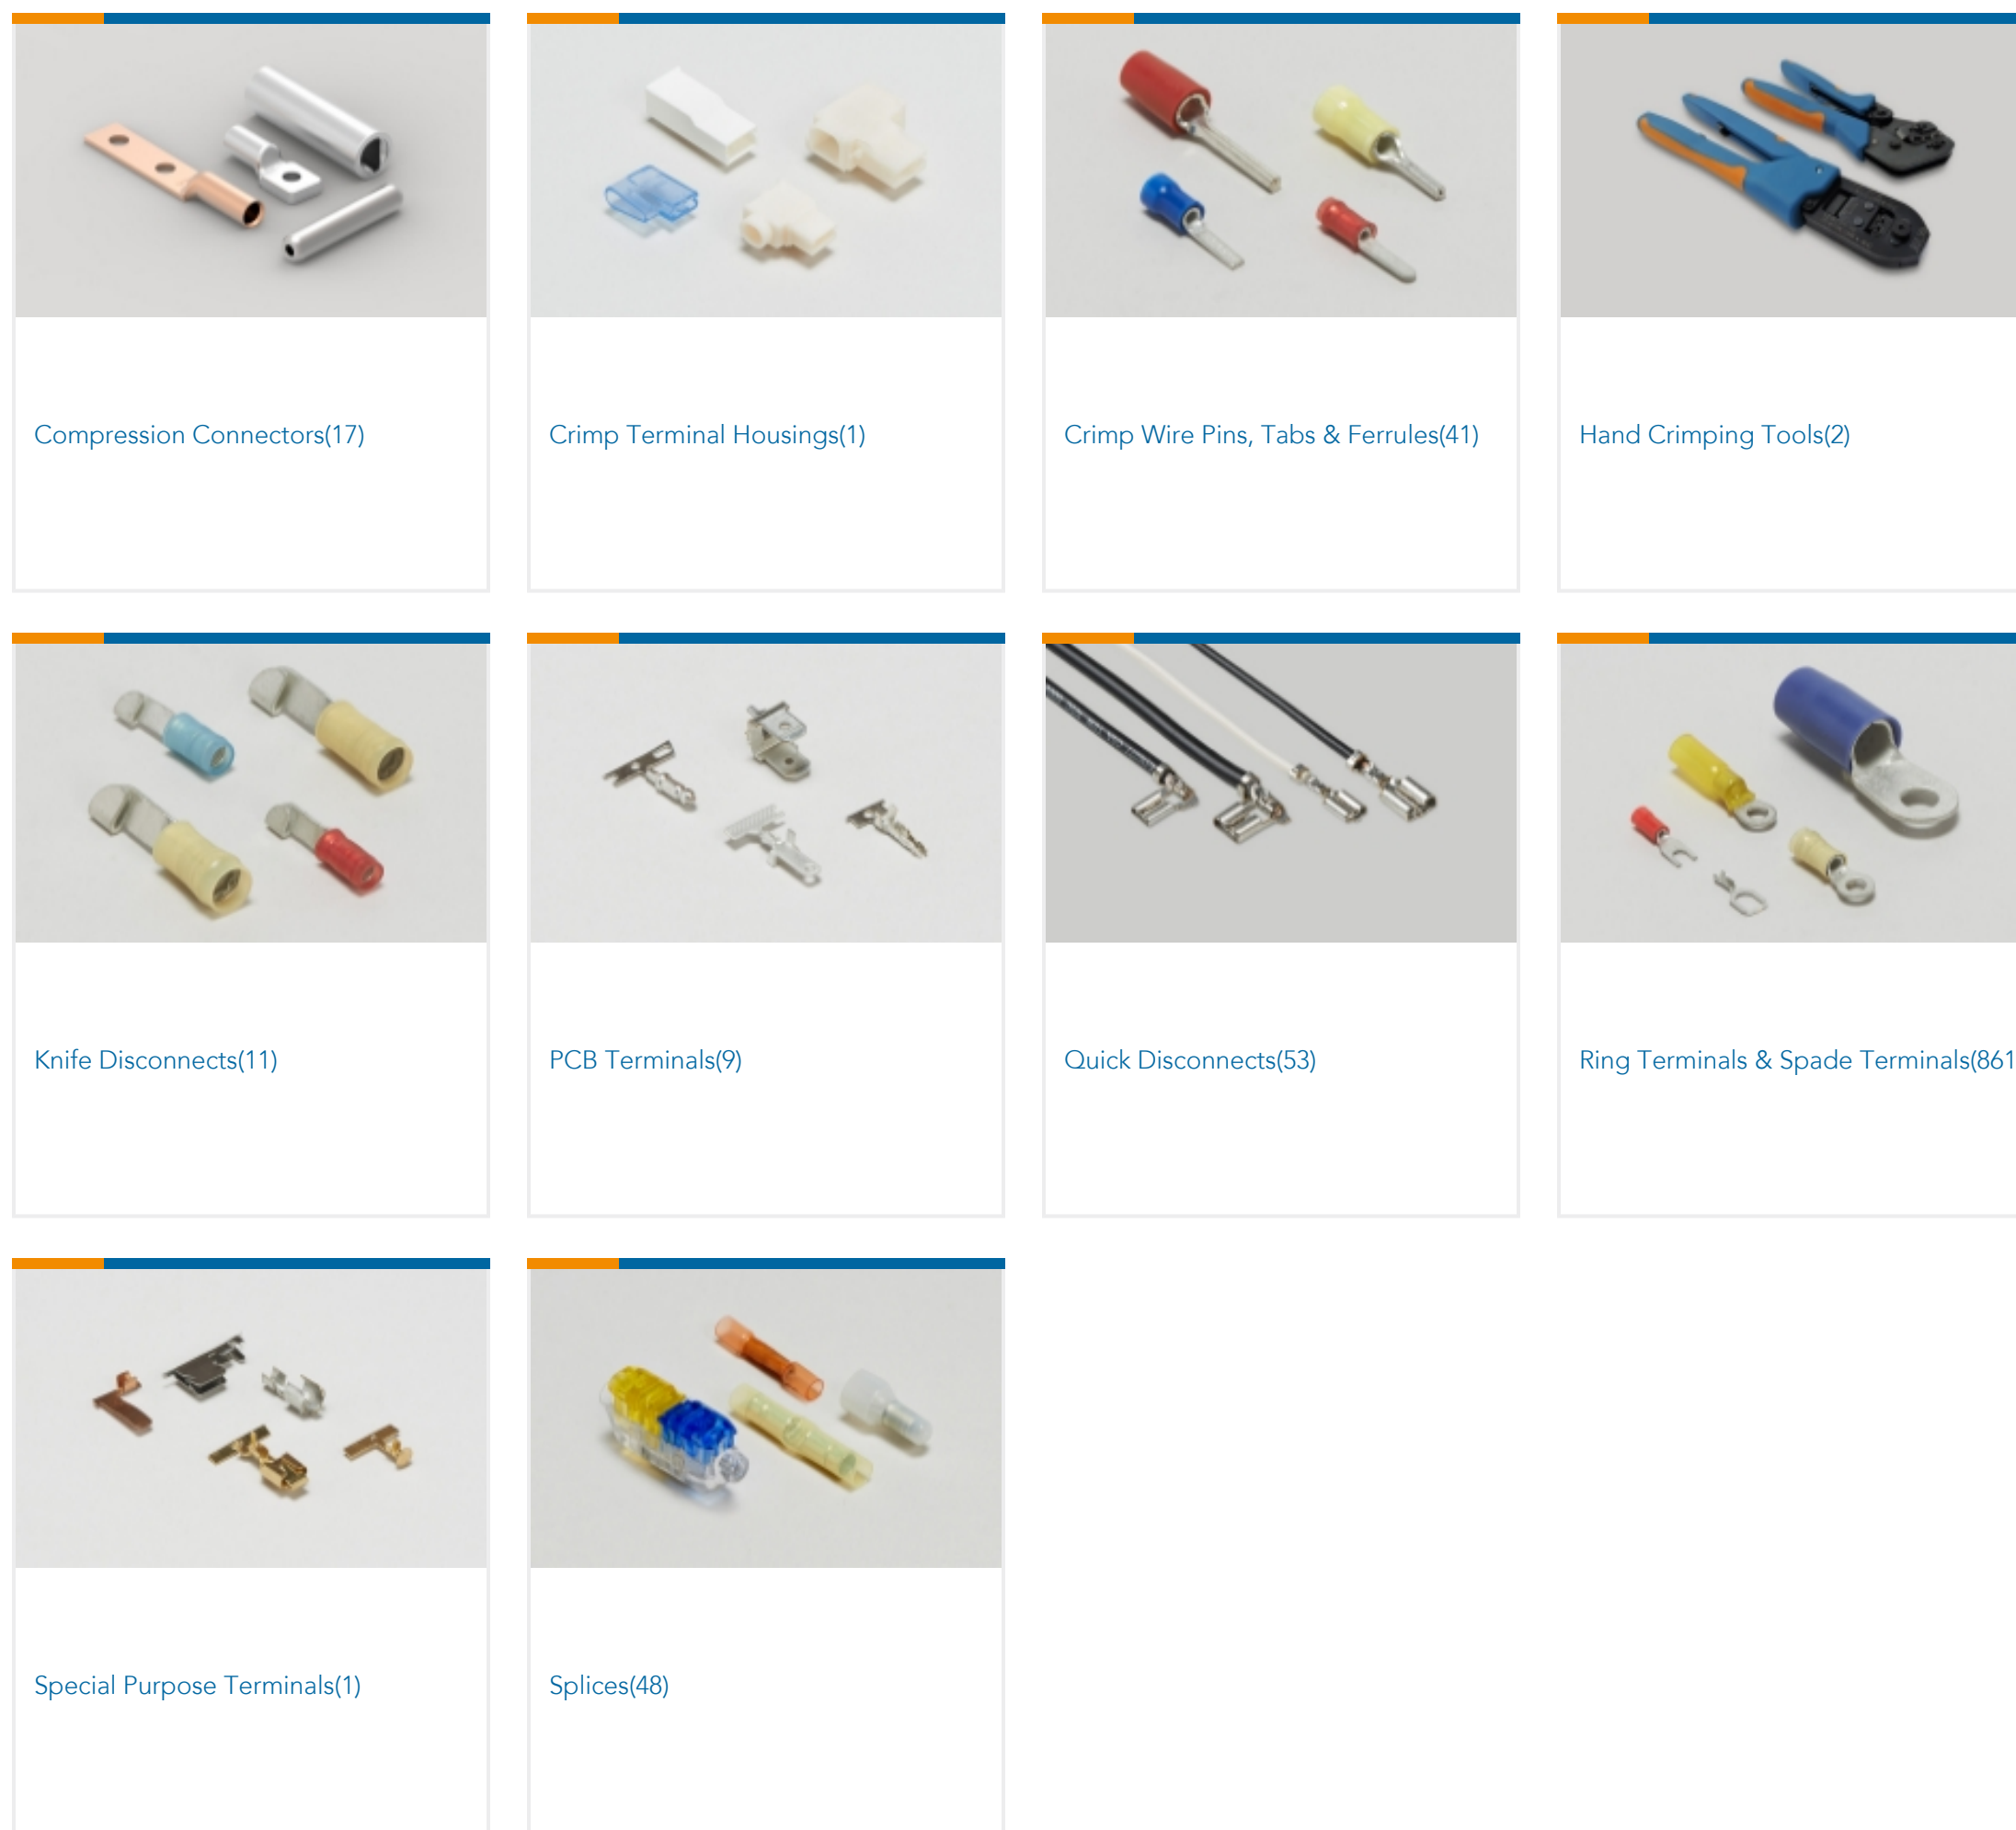 Compression Connectors(17)
Crimp Terminal Housings(1)
Crimp Wire Pins, Tabs & Ferrules(41)
Hand Crimping Tools(2)
Knife Disconnects(11)
PCB Terminals(9)
Quick Disconnects(53)
Ring Terminals & Spade Terminals(861
Special Purpose Terminals(1)
Splices(48)